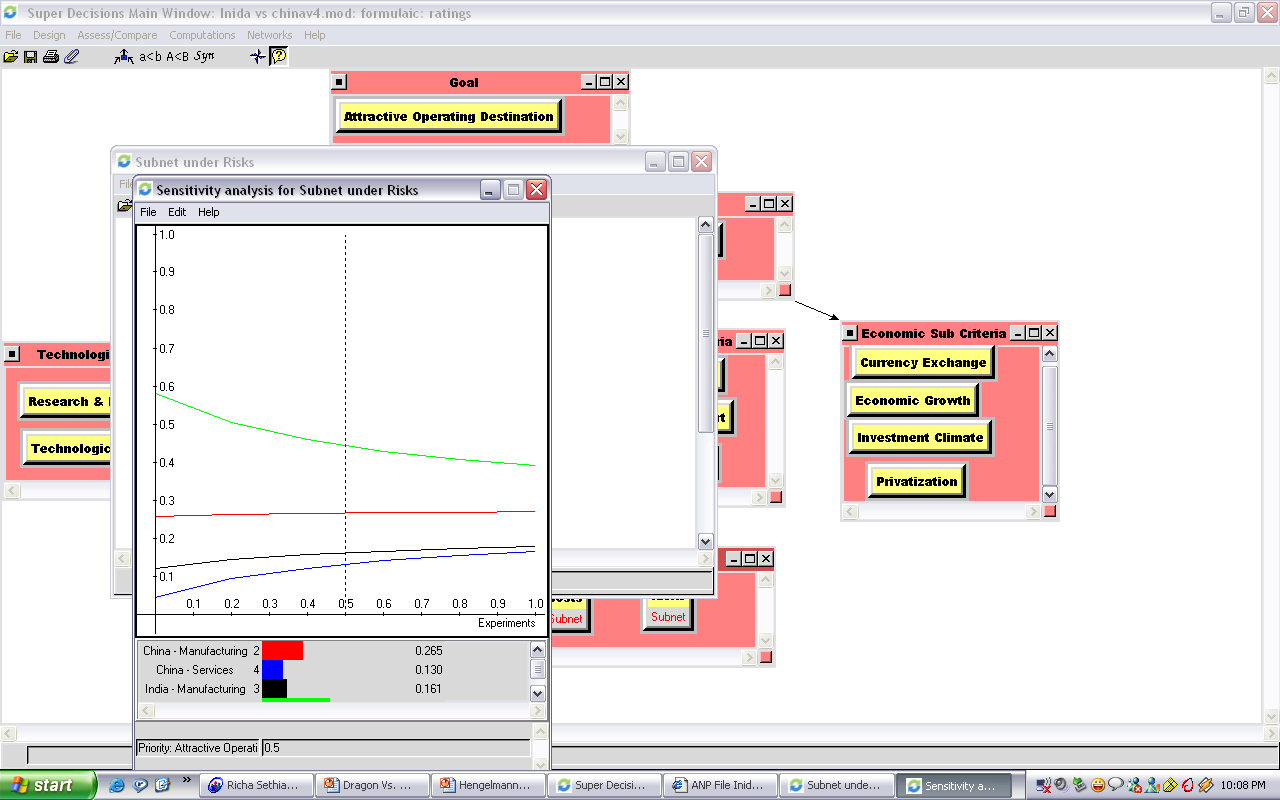 Super Decisions Main Window: Inida vs chinav4.mod: formulaic: ratings
File Design Assess/Compare Computations Networks Help
a<b A<B Syn
Goal
Attractive Operating Destination
Subnet under Risks
Sensitivity analysis for Subnet under Risks
File Edit Help
1.0
0.9
0.8
0.7
0.6
0.5
0.4
0.3
0.2
0.1
0.1 0.2 0.3 0.4 0.5 0.6 0.7 0.8 0.9 1.0
Experiments
China - Manufacturing 2 0.265
China - Services 4 0.130
India - Manufacturing 3 0.161
Priority: Attractive Operati 0.5
Technologi
Research &
Technologic
Economic Sub Criteria
Currency Exchange
Economic Growth
Investment Climate
Privatization
Subnet
Subnet
start
Richa Sethia...
Dragon Vs. ...
Hengelmann...
Super Decisi...
ANP File Inid...
Subnet unde...
Sensitivity a...
10:08 PM